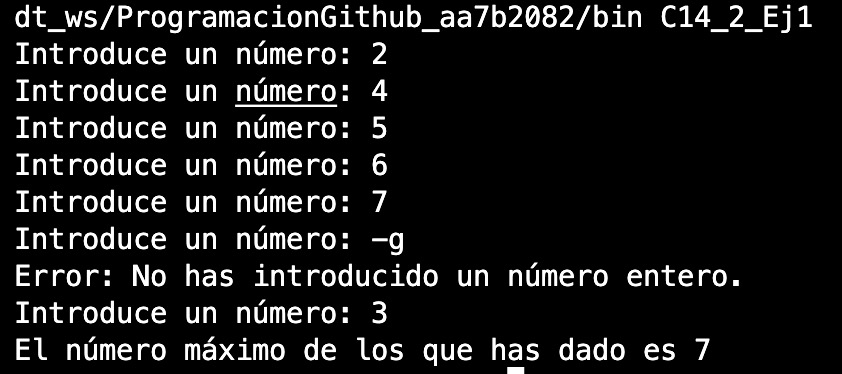 dt_ws/ProgramacionGithub_aa7b2082/bin C14_2_Ej1
Introduce un número: 2
Introduce un número: 4
Introduce un número: 5
Introduce un número: 6
Introduce un número: 7
Introduce un número: -g
Error: No has introducido un número entero.
Introduce un número: 3
El número máximo de los que has dado es 7